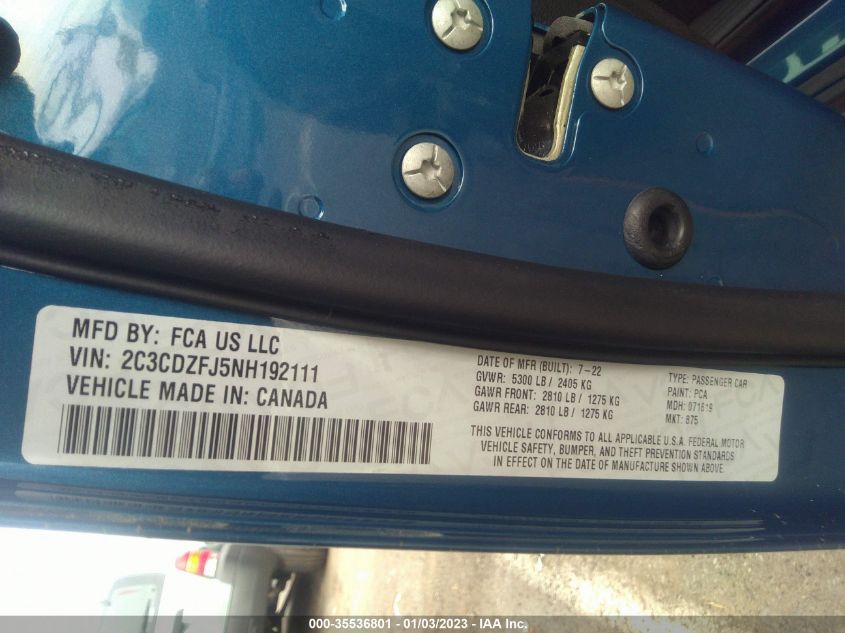 MFD BY: FCA US LLC
VIN: 2C3CDZFJ5NH192111
VEHICLE MADE IN: CANADA
DATE OF MFR (BUILT): 7-22
GVWR: 5300 LB / 2405 KG
GAWR FRONT: 2810 LB / 1275 KG
GAWR REAR: 2810 LB / 1275 KG
TYPE: PASSENGER CAR
PAINT: PCA
MDH: 071619
MKT: 875
THIS VEHICLE CONFORMS TO ALL APPLICABLE U.S.A. FEDERAL MOTOR
VEHICLE SAFETY, BUMPER, AND THEFT PREVENTION STANDARDS
IN EFFECT ON THE DATE OF MANUFACTURE SHOWN ABOVE.
000-35536801 - 01/03/2023 - IAA Inc.